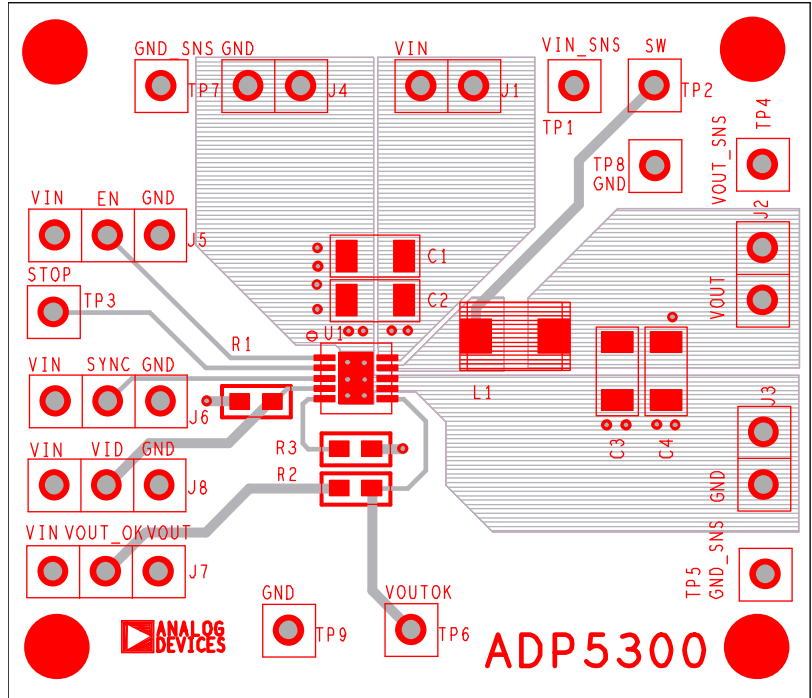 GND_SNS GND VIN VIN_SNS SW
TP7 J4 J1 TP1 TP2 TP4
VOUT_SNS
TP8
GND
VIN EN GND
J5 J2
C1
STOP
TP3 C2 VOUT
R1 U1
VIN SYNC GND
J6 L1 J3
C3 C4
VIN VID GND R3
J8 R2 GND
VIN VOUT_OK VOUT
J7 GND_SNS
TP5
GND VOUTOK
TP9 TP6
ANALOG
DEVICES
ADP5300